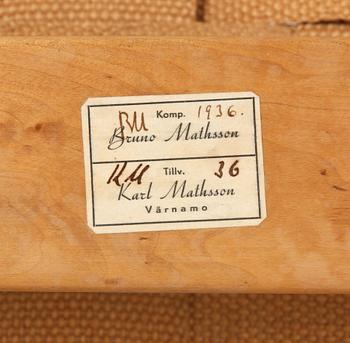 BM Komp. 1936.
Bruno Mathsson
KM Tillv. 36
Karl Mathsson
Värnamo